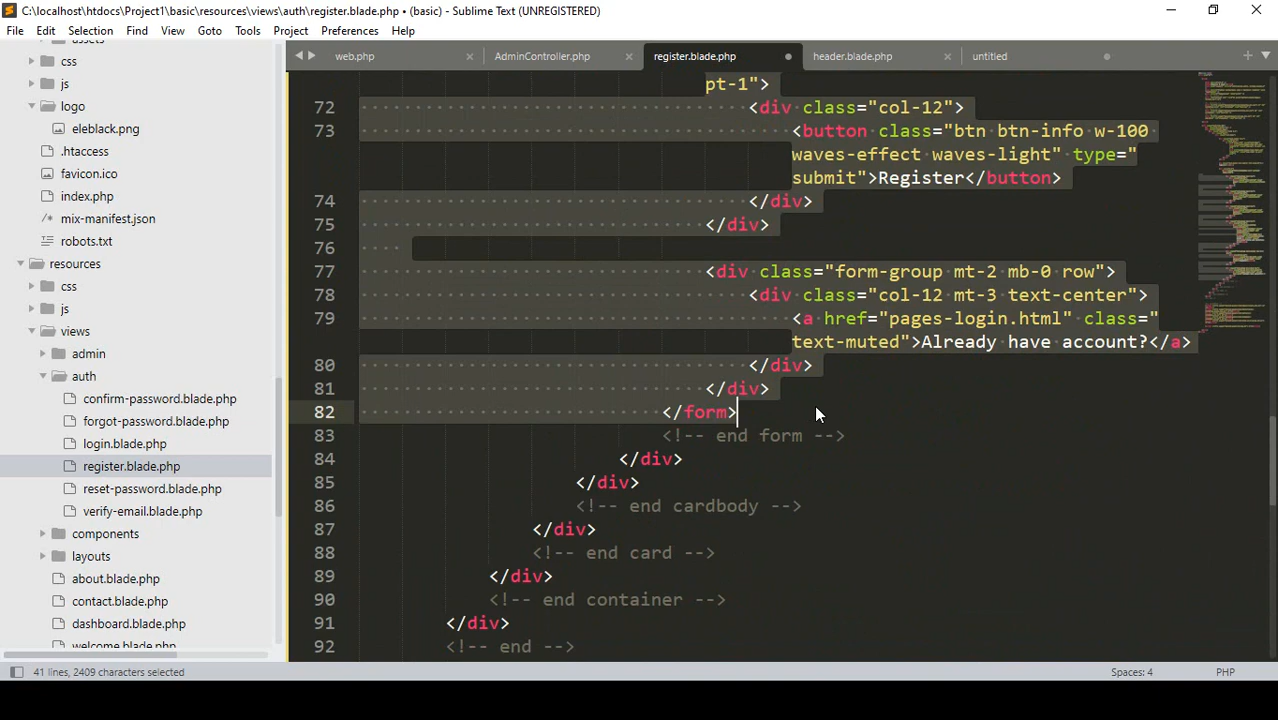 C:\localhost\htdocs\Project1\basic\resources\views\auth\register.blade.php • (basic) - Sublime Text (UNREGISTERED)
File Edit Selection Find View Goto Tools Project Preferences Help
web.php AdminController.php register.blade.php header.blade.php untitled
assets
css
js
logo
eleblack.png
.htaccess
favicon.ico
index.php
mix-manifest.json
robots.txt
resources
css
js
views
admin
auth
confirm-password.blade.php
forgot-password.blade.php
login.blade.php
register.blade.php
reset-password.blade.php
verify-email.blade.php
components
layouts
about.blade.php
contact.blade.php
dashboard.blade.php
welcome.blade.php
pt-1">
72 <div class="col-12">
73 <button class="btn btn-info w-100
waves-effect waves-light" type="
submit">Register</button>
74 </div>
75 </div>
76
77 <div class="form-group mt-2 mb-0 row">
78 <div class="col-12 mt-3 text-center">
79 <a href="pages-login.html" class="
text-muted">Already have account?</a>
80 </div>
81 </div>
82 </form>
83 <!-- end form -->
84 </div>
85 </div>
86 <!-- end cardbody -->
87 </div>
88 <!-- end card -->
89 </div>
90 <!-- end container -->
91 </div>
92 <!-- end -->
41 lines, 2409 characters selected
Spaces: 4 PHP